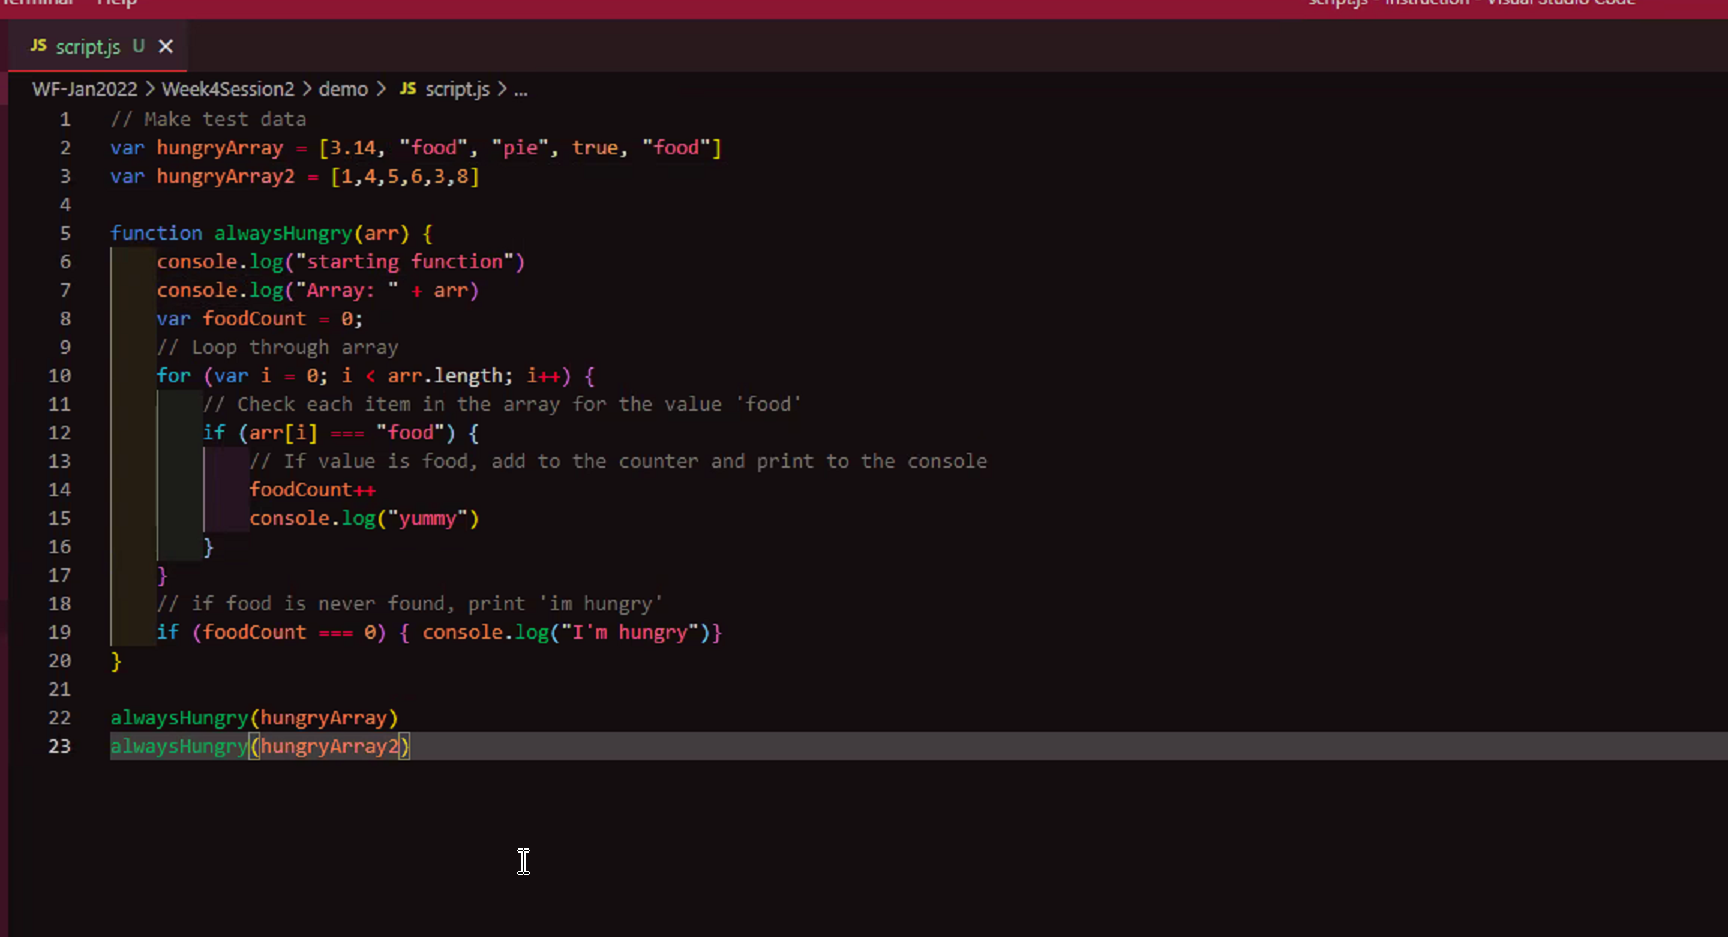 Terminal Help script.js - instruction - Visual Studio Code
JS script.js U ×
WF-Jan2022 > Week4Session2 > demo > JS script.js > ...
1 // Make test data
2 var hungryArray = [3.14, "food", "pie", true, "food"]
3 var hungryArray2 = [1,4,5,6,3,8]
4
5 function alwaysHungry(arr) {
6 console.log("starting function")
7 console.log("Array: " + arr)
8 var foodCount = 0;
9 // Loop through array
10 for (var i = 0; i < arr.length; i++) {
11 // Check each item in the array for the value 'food'
12 if (arr[i] === "food") {
13 // If value is food, add to the counter and print to the console
14 foodCount++
15 console.log("yummy")
16 }
17 }
18 // if food is never found, print 'im hungry'
19 if (foodCount === 0) { console.log("I'm hungry")}
20 }
21
22 alwaysHungry(hungryArray)
23 alwaysHungry(hungryArray2)